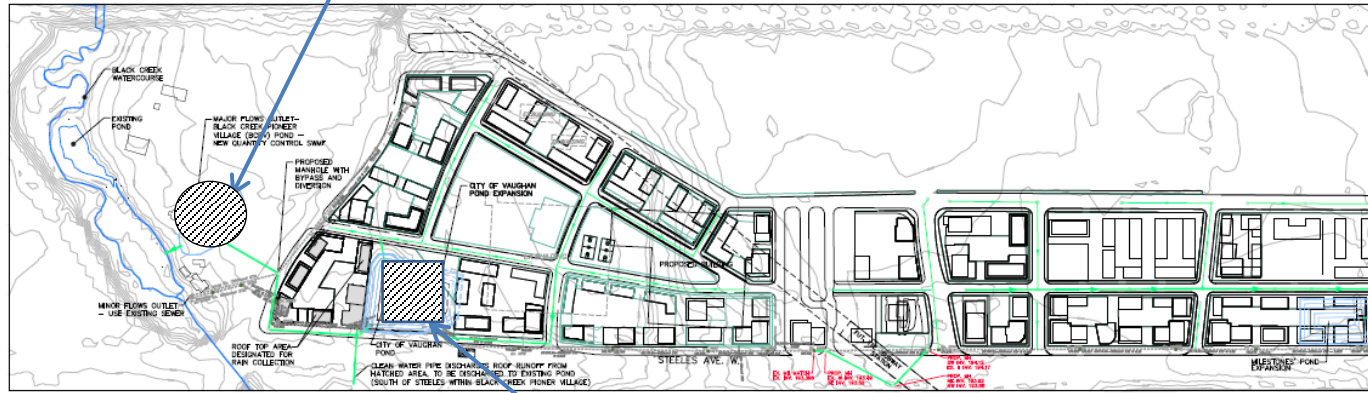 BLACK CREEK
WATERCOURSE
EXISTING
POND
MAJOR FLOWS OUTLET-
BLACK CREEK PIONEER
VILLAGE (BCPV) POND -
NEW QUANTITY CONTROL SWMF
PROPOSED
MANHOLE WITH
BYPASS AND
DIVERSION
CITY OF VAUGHAN
POND EXPANSION
PROPOSED BUILDING
MINOR FLOWS OUTLET
- USE EXISTING SEWER
ROOF TOP AREA
DESIGNATED FOR
RAIN COLLECTION
CITY OF VAUGHAN
POND
CLEAN WATER PIPE DISCHARGES ROOF RUNOFF FROM
HATCHED AREA, TO BE DISCHARGED TO EXISTING POND
(SOUTH OF STEELES WITHIN BLACK CREEK PIONER VILLAGE)
STEELES AVE. W.
MILESTONES' POND
EXPANSION